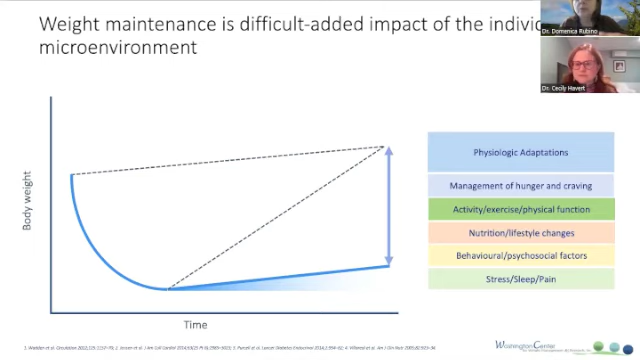 Weight maintenance is difficult-added impact of the
microenvironment
Dr. Domenica Rubino
Dr. Cecily Havert
Body weight
Time
Physiologic Adaptations
Management of hunger and craving
Activity/exercise/physical function
Nutrition/lifestyle changes
Behavioural/psychosocial factors
Stress/Sleep/Pain
Washington Center